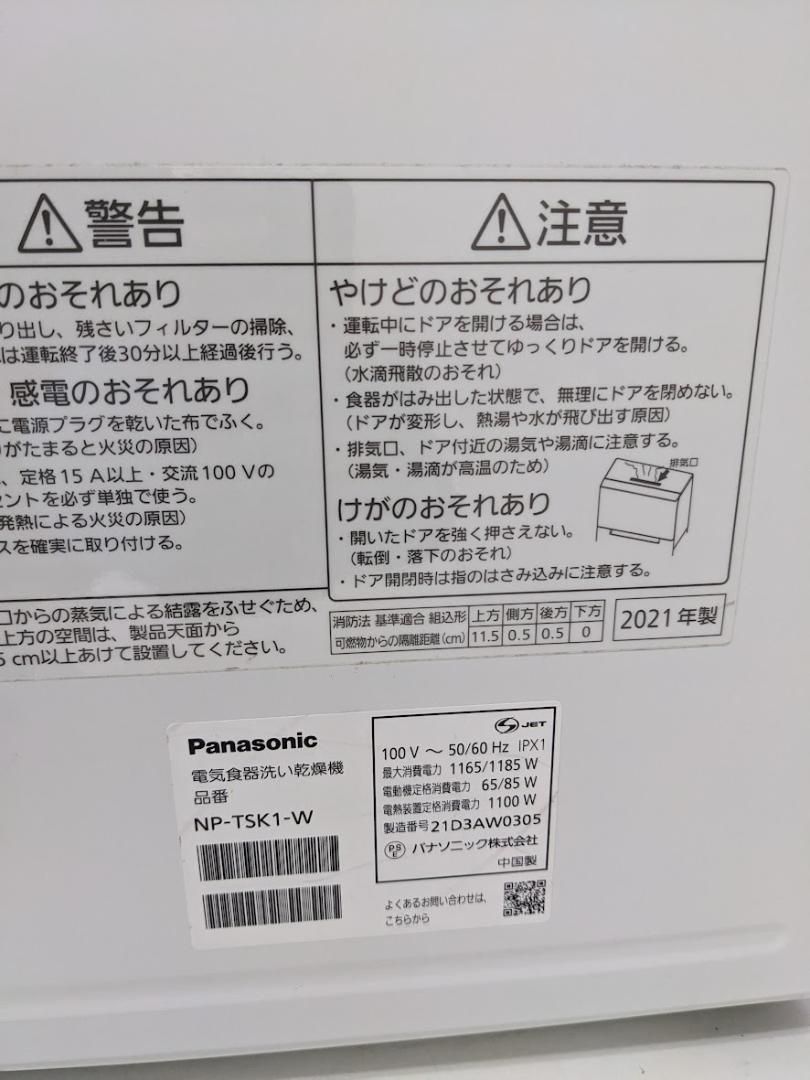 警告
のおそれあり
り出し、残さいフィルターの掃除、
は運転終了後30分以上経過後行う。
感電のおそれあり
に電源プラグを乾いた布でふく。
がたまると火災の原因）
、定格15 A以上・交流100 Vの
セントを必ず単独で使う。
発熱による火災の原因）
スを確実に取り付ける。
注意
やけどのおそれあり
・運転中にドアを開ける場合は、
必ず一時停止させてゆっくりドアを開ける。
（水滴飛散のおそれ）
・食器がはみ出した状態で、無理にドアを閉めない。
（ドアが変形し、熱湯や水が飛び出す原因）
・排気口、ドア付近の湯気や湯滴に注意する。
（湯気・湯滴が高温のため）
排気口
けがのおそれあり
・開いたドアを強く押さえない。
（転倒・落下のおそれ）
・ドア開閉時は指のはさみ込みに注意する。
口からの蒸気による結露をふせぐため、
上方の空間は、製品天面から
5 cm以上あけて設置してください。
消防法 基準適合 組込形 上方 側方 後方 下方
可燃物からの隔離距離(cm) 11.5 0.5 0.5 0
2021年製
Panasonic
電気食器洗い乾燥機
品番
NP-TSK1-W
JET
100 V ～ 50/60 Hz IPX1
最大消費電力 1165/1185 W
電動機定格消費電力 65/85 W
電熱装置定格消費電力 1100 W
製造番号 21D3AW0305
PSE パナソニック株式会社
中国製
よくあるお問い合わせは、
こちらから